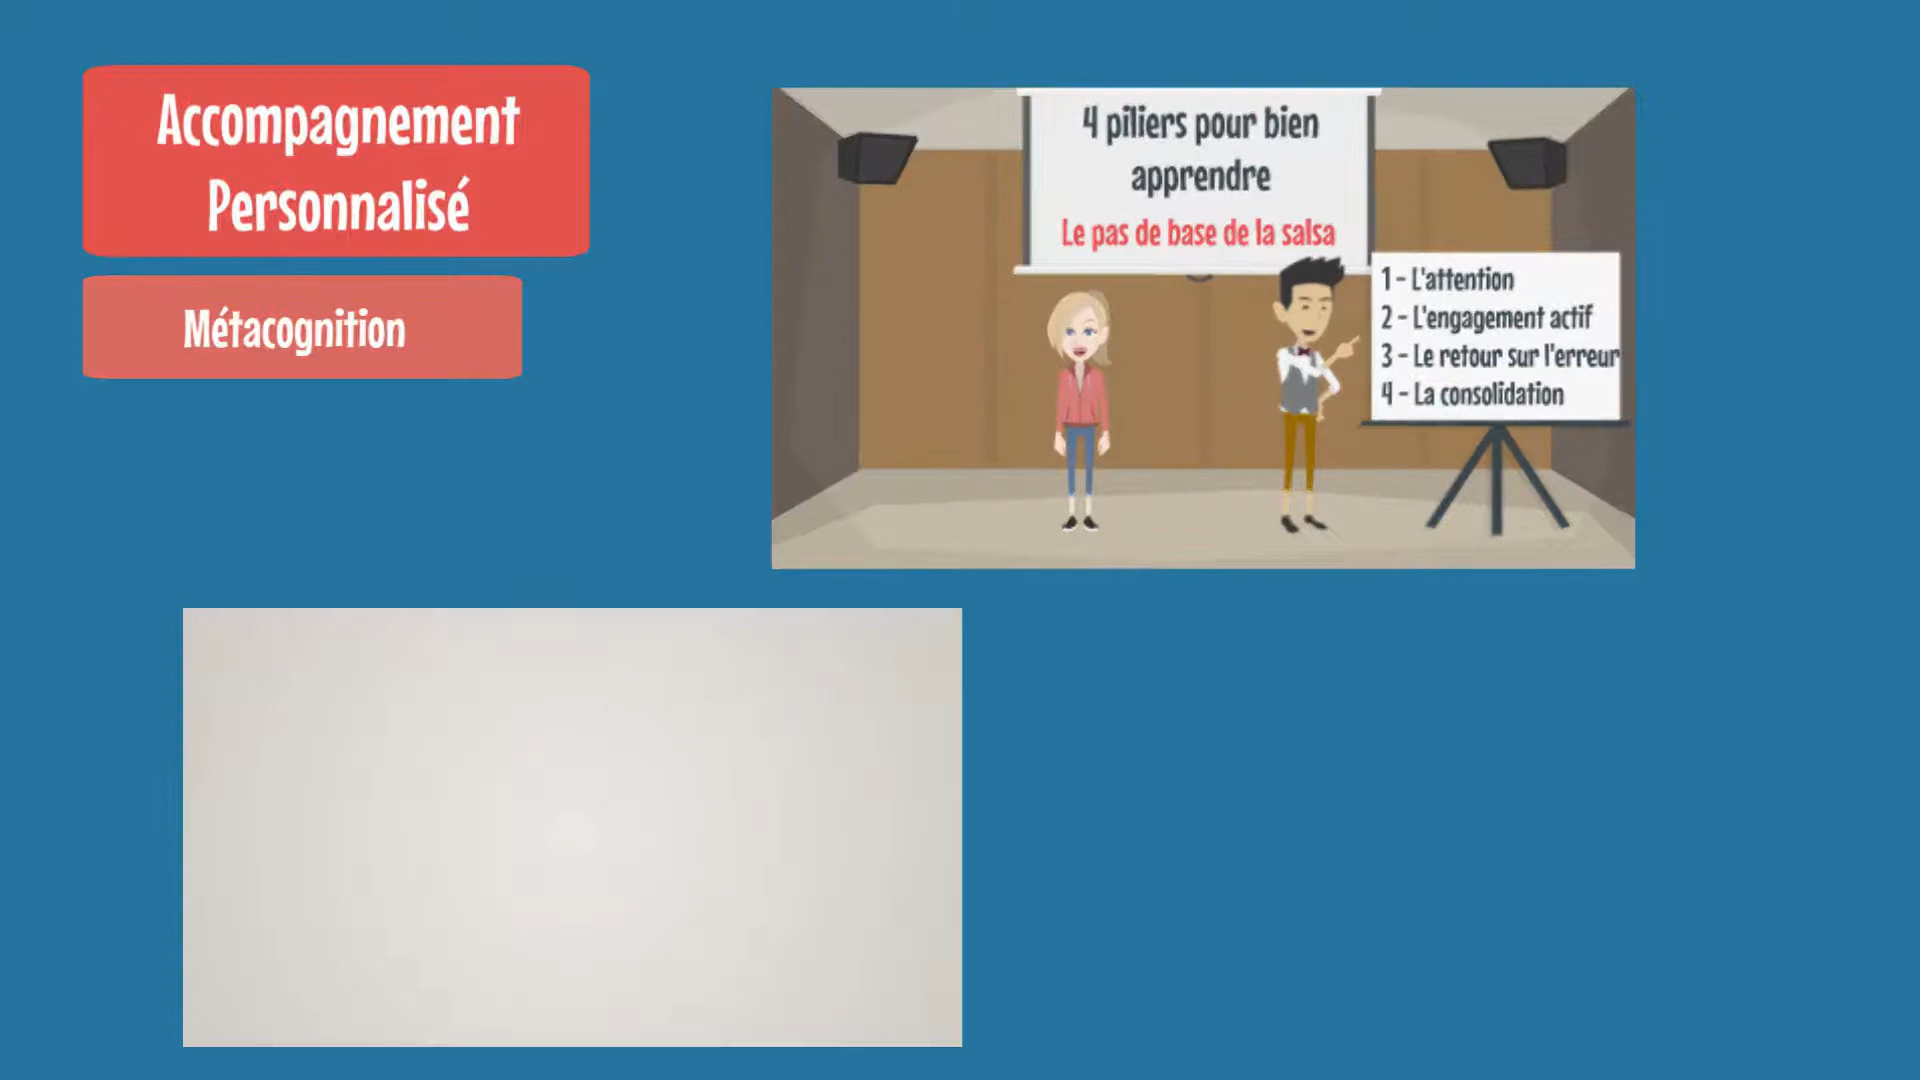 Accompagnement
Personnalisé
Métacognition
4 piliers pour bien
apprendre
Le pas de base de la salsa
1 - L'attention
2 - L'engagement actif
3 - Le retour sur l'erreur
4 - La consolidation